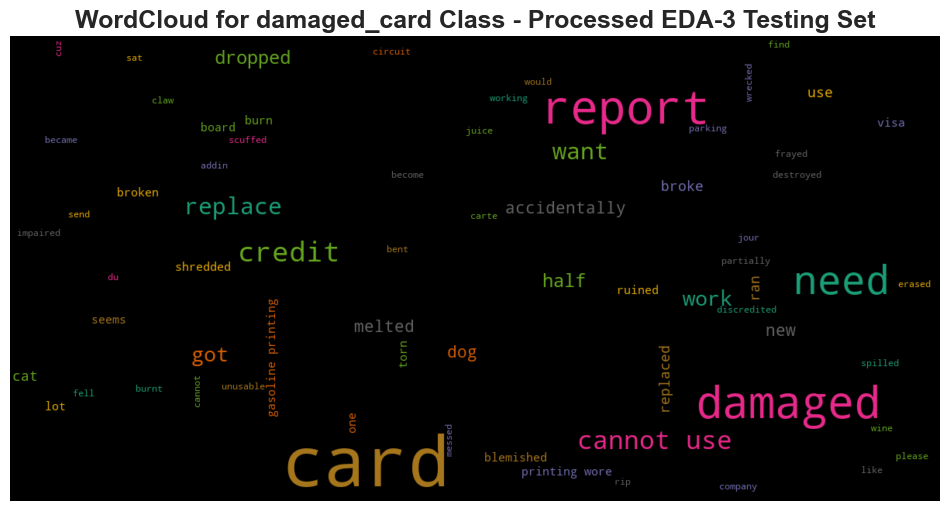 WordCloud for damaged_card Class - Processed EDA-3 Testing Set
cuz
sat
dropped
circuit
find
claw
would
working
wrecked
use
report
board
burn
scuffed
juice
parking
visa
became
want
frayed
addin
become
destroyed
broken
broke
send
replace
accidentally
carte
impaired
credit
bent
jour
partially
shredded
du
half
ruined
work
ran
need
erased
discredited
seems
gasoline printing
melted
new
got
torn
dog
replaced
spilled
cat
fell
burnt
cannot
unusable
lot
one
damaged
card
messed
cannot use
wine
blemished
please
printing wore
like
rip
company